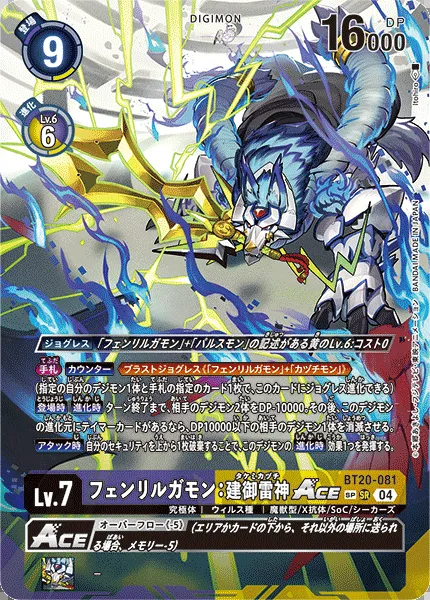 DIGIMON
登場
9
DP
16000
進化
Lv.6
6
Itohiro
BANDAI MADE IN JAPAN
ジョグレス 「フェンリルガモン」+「パルスモン」の記述がある黄のLv.6:コスト0
手札 カウンター ブラストジョグレス(「フェンリルガモン」+「カヅチモン」)
(指定の自分のデジモン1体と手札の指定のカード1枚で、このカードにジョグレス進化できる)
登場時 進化時 ターン終了まで、相手のデジモン2体をDP-10000。その後、このデジモン
の進化元にテイマーカードがあるなら、DP10000以下の相手のデジモン1体を消滅させる。
アタック時 自分のセキュリティを上から1枚破棄することで、このデジモンの 進化時 効果1つを発揮する。
タケミカヅチ
Lv.7 フェンリルガモン:建御雷神 ACE
BT20-081
SP SR 04
究極体 ウィルス種 魔獣型/X抗体/SoC/シーカーズ
ACE オーバーフロー《-5》 (エリアかカードの下から、それ以外の場所に送られ
る場合、メモリー-5)
-